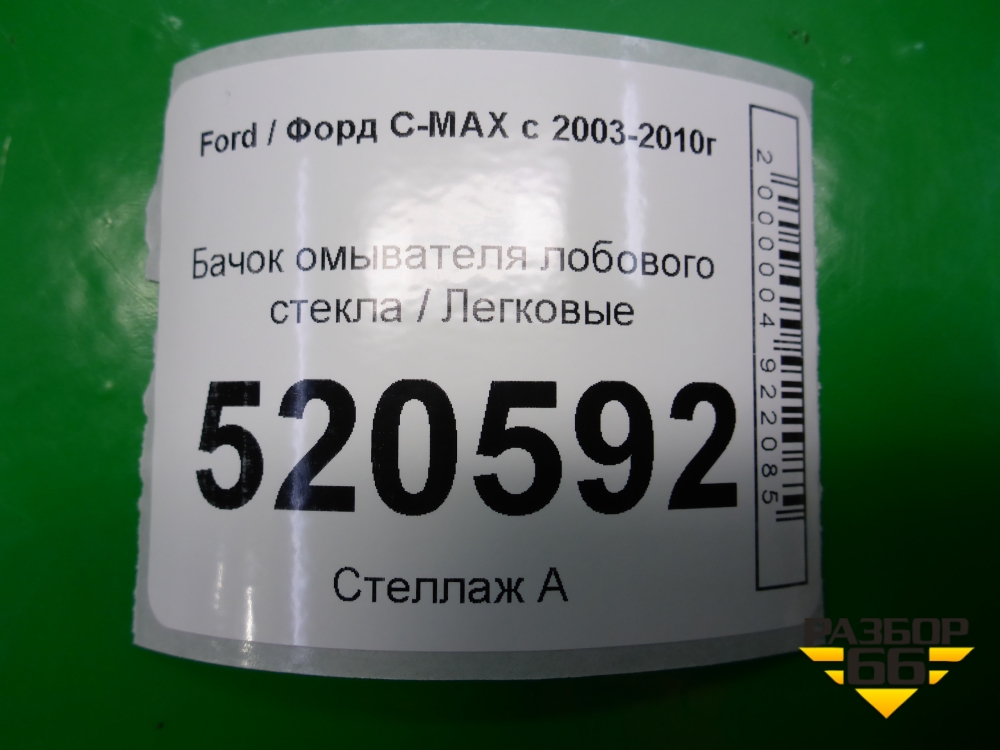 Ford / Форд C-MAX с 2003-2010г
Бачок омывателя лобового
стекла / Легковые
520592
Стеллаж А
2000004922085
РАЗБОР
66